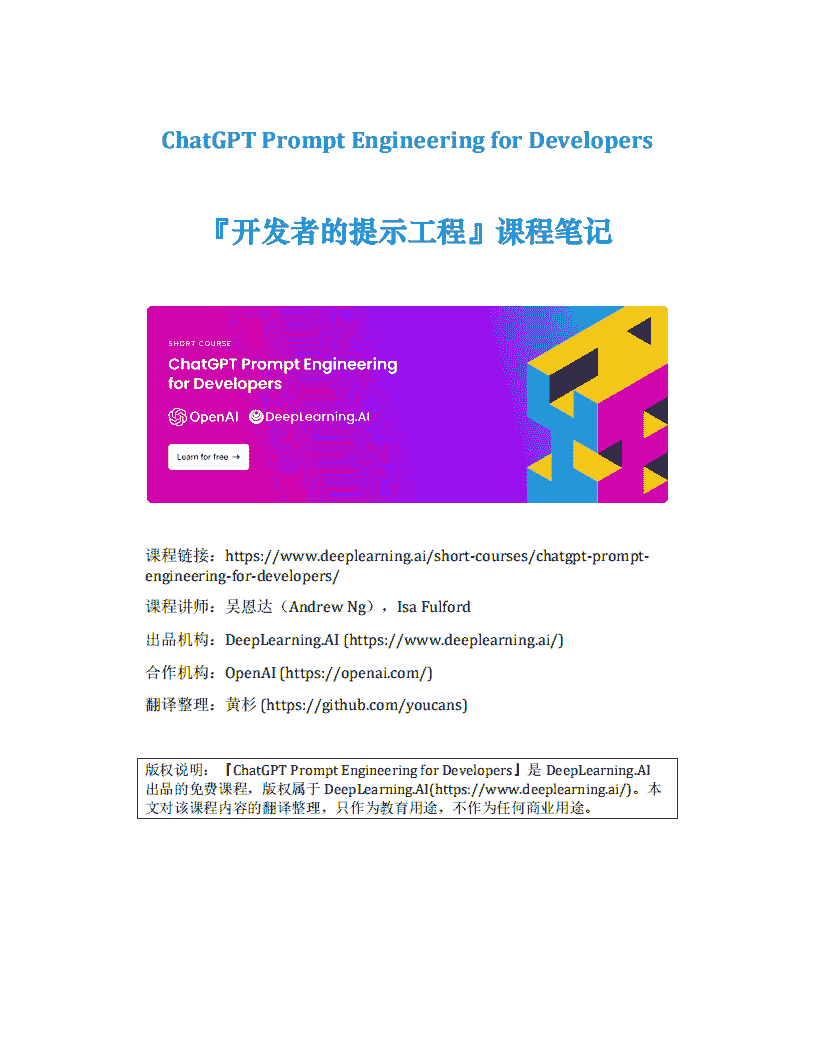 ChatGPT Prompt Engineering for Developers
『开发者的提示工程』课程笔记
SHORT COURSE
ChatGPT Prompt Engineering
for Developers
OpenAI DeepLearning.AI
Learn for free →
课程链接：https://www.deeplearning.ai/short-courses/chatgpt-prompt-
engineering-for-developers/
课程讲师：吴恩达（Andrew Ng），Isa Fulford
出品机构：DeepLearning.AI (https://www.deeplearning.ai/)
合作机构：OpenAI (https://openai.com/)
翻译整理：黄杉 (https://github.com/youcans)
版权说明：『ChatGPT Prompt Engineering for Developers』是 DeepLearning.AI
出品的免费课程，版权属于 DeepLearning.AI(https://www.deeplearning.ai/)。本
文对该课程内容的翻译整理，只作为教育用途，不作为任何商业用途。